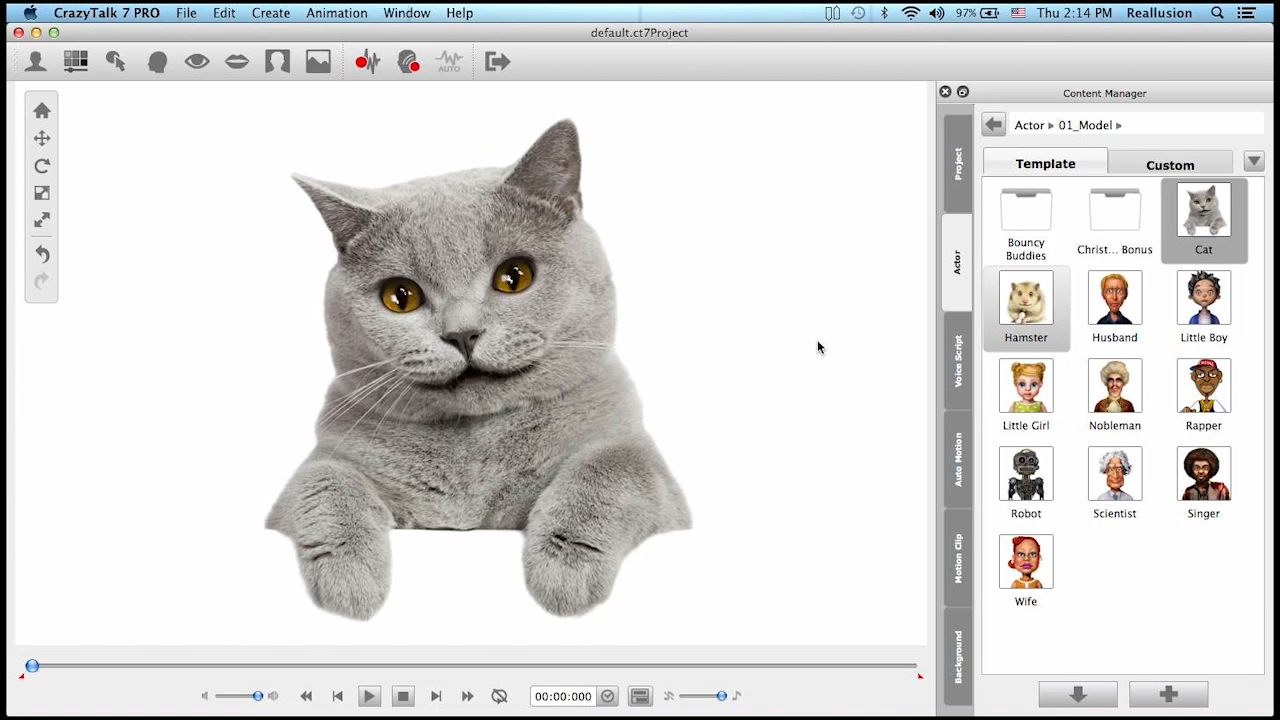 CrazyTalk 7 PRO File Edit Create Animation Window Help 97% Thu 2:14 PM Reallusion
default.ct7Project
AUTO
Content Manager
Actor 01_Model
Template Custom
Project
Actor
Voice Script
Auto Motion
Motion Clip
Background
Bouncy Buddies
Christ... Bonus
Cat
Hamster
Husband
Little Boy
Little Girl
Nobleman
Rapper
Robot
Scientist
Singer
Wife
00:00:000